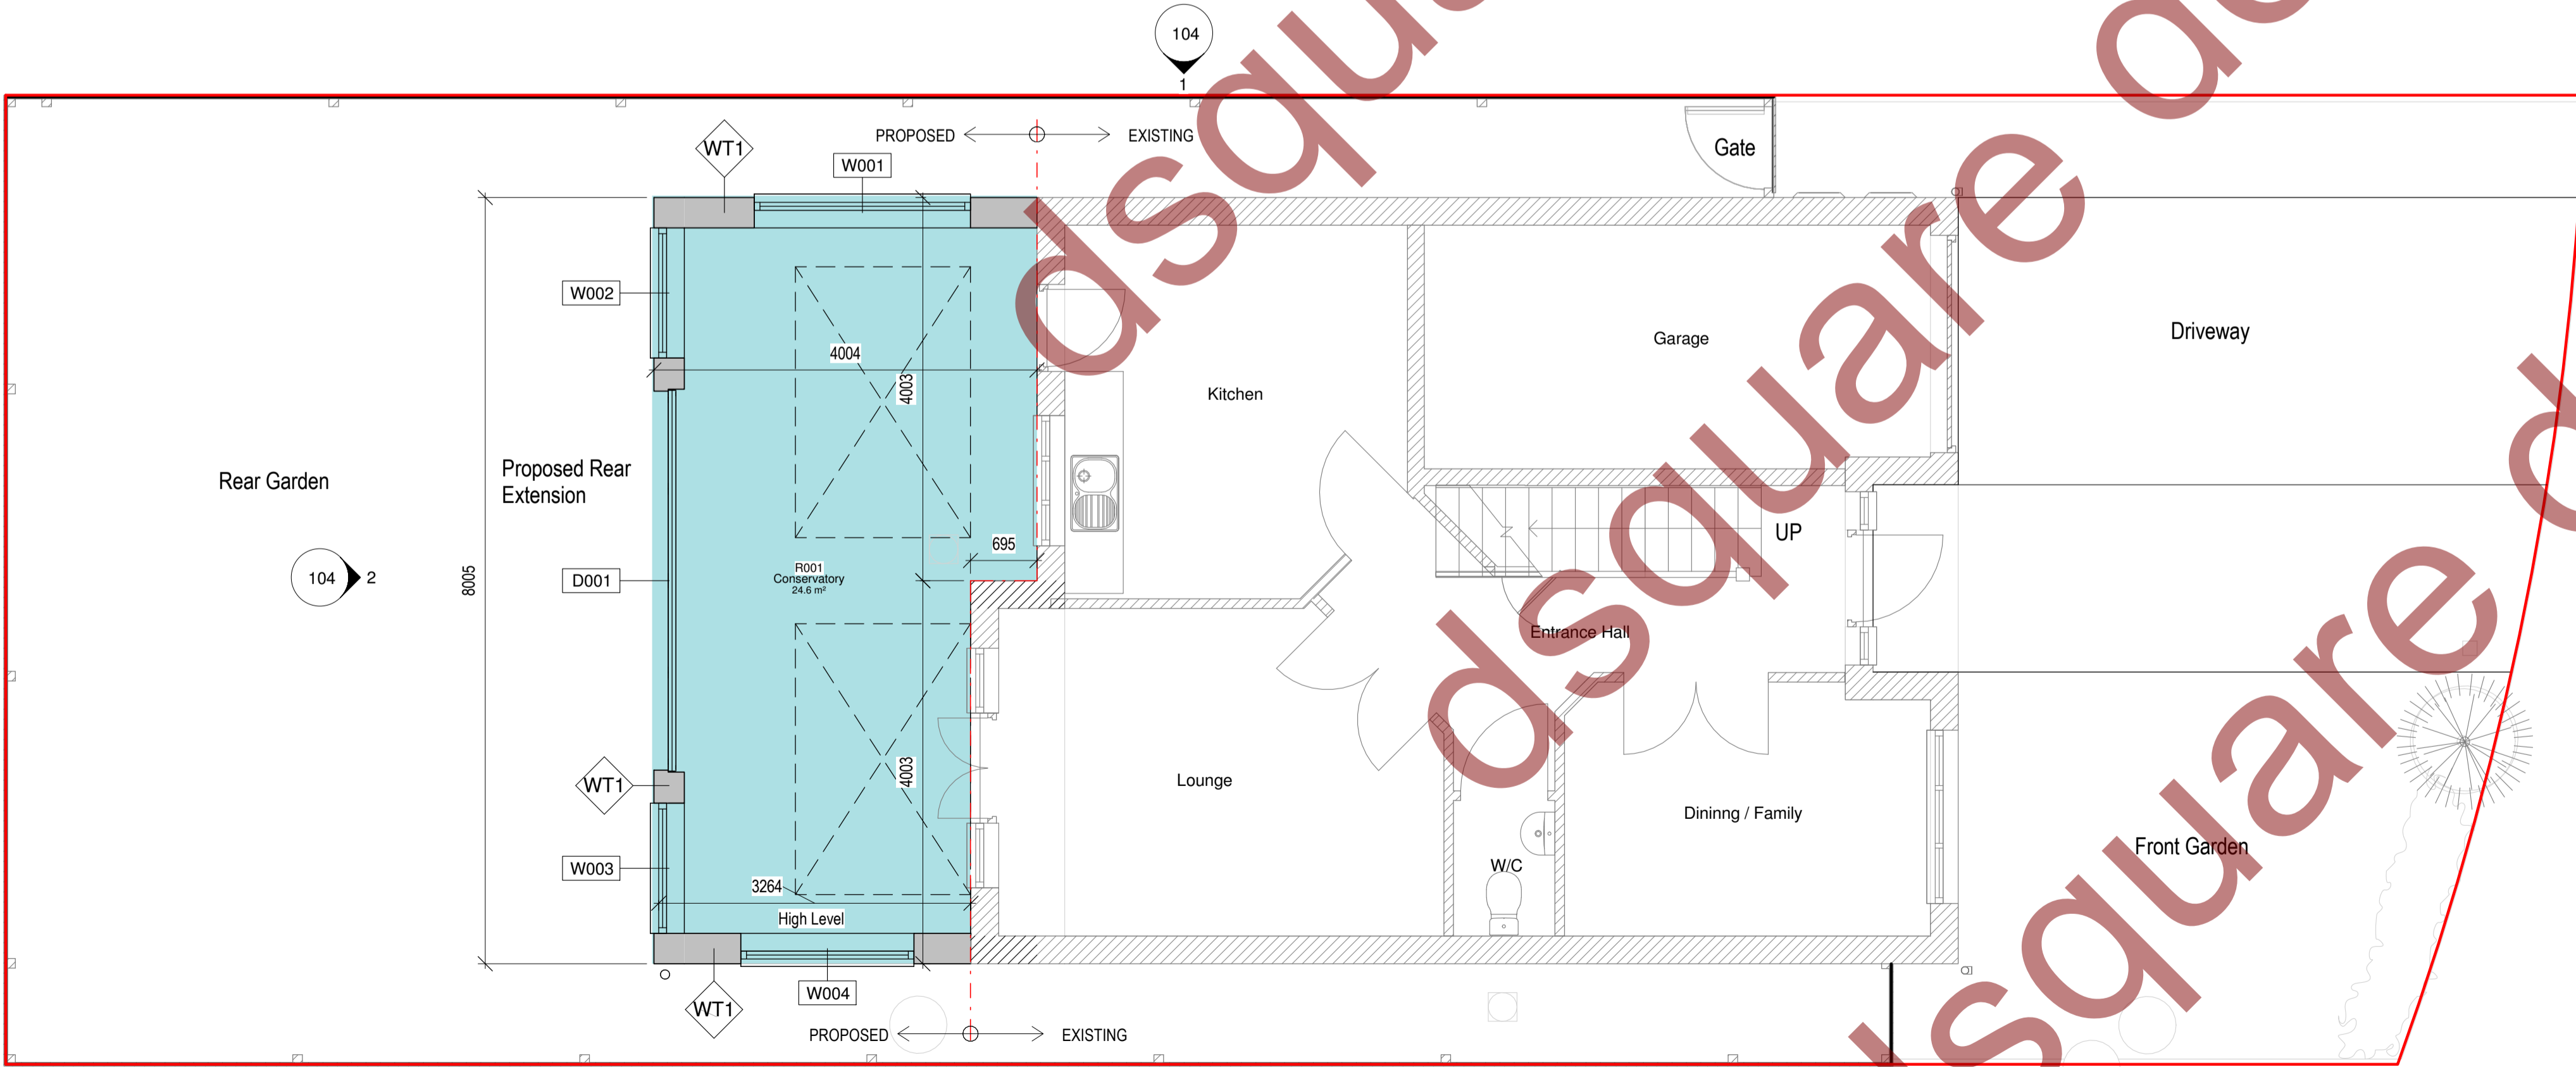 104
1
PROPOSED
EXISTING
WT1
W001
Gate
W002
4004
4003
Driveway
Garage
Kitchen
Rear Garden
Proposed Rear
Extension
695
UP
104
2
8005
D001
R001
Conservatory
24.6 m²
Entrance Hall
WT1
4003
Lounge
Dininng / Family
W003
3264
High Level
W/C
Front Garden
W004
WT1
PROPOSED
EXISTING
dsquare
dsquare
dsquare